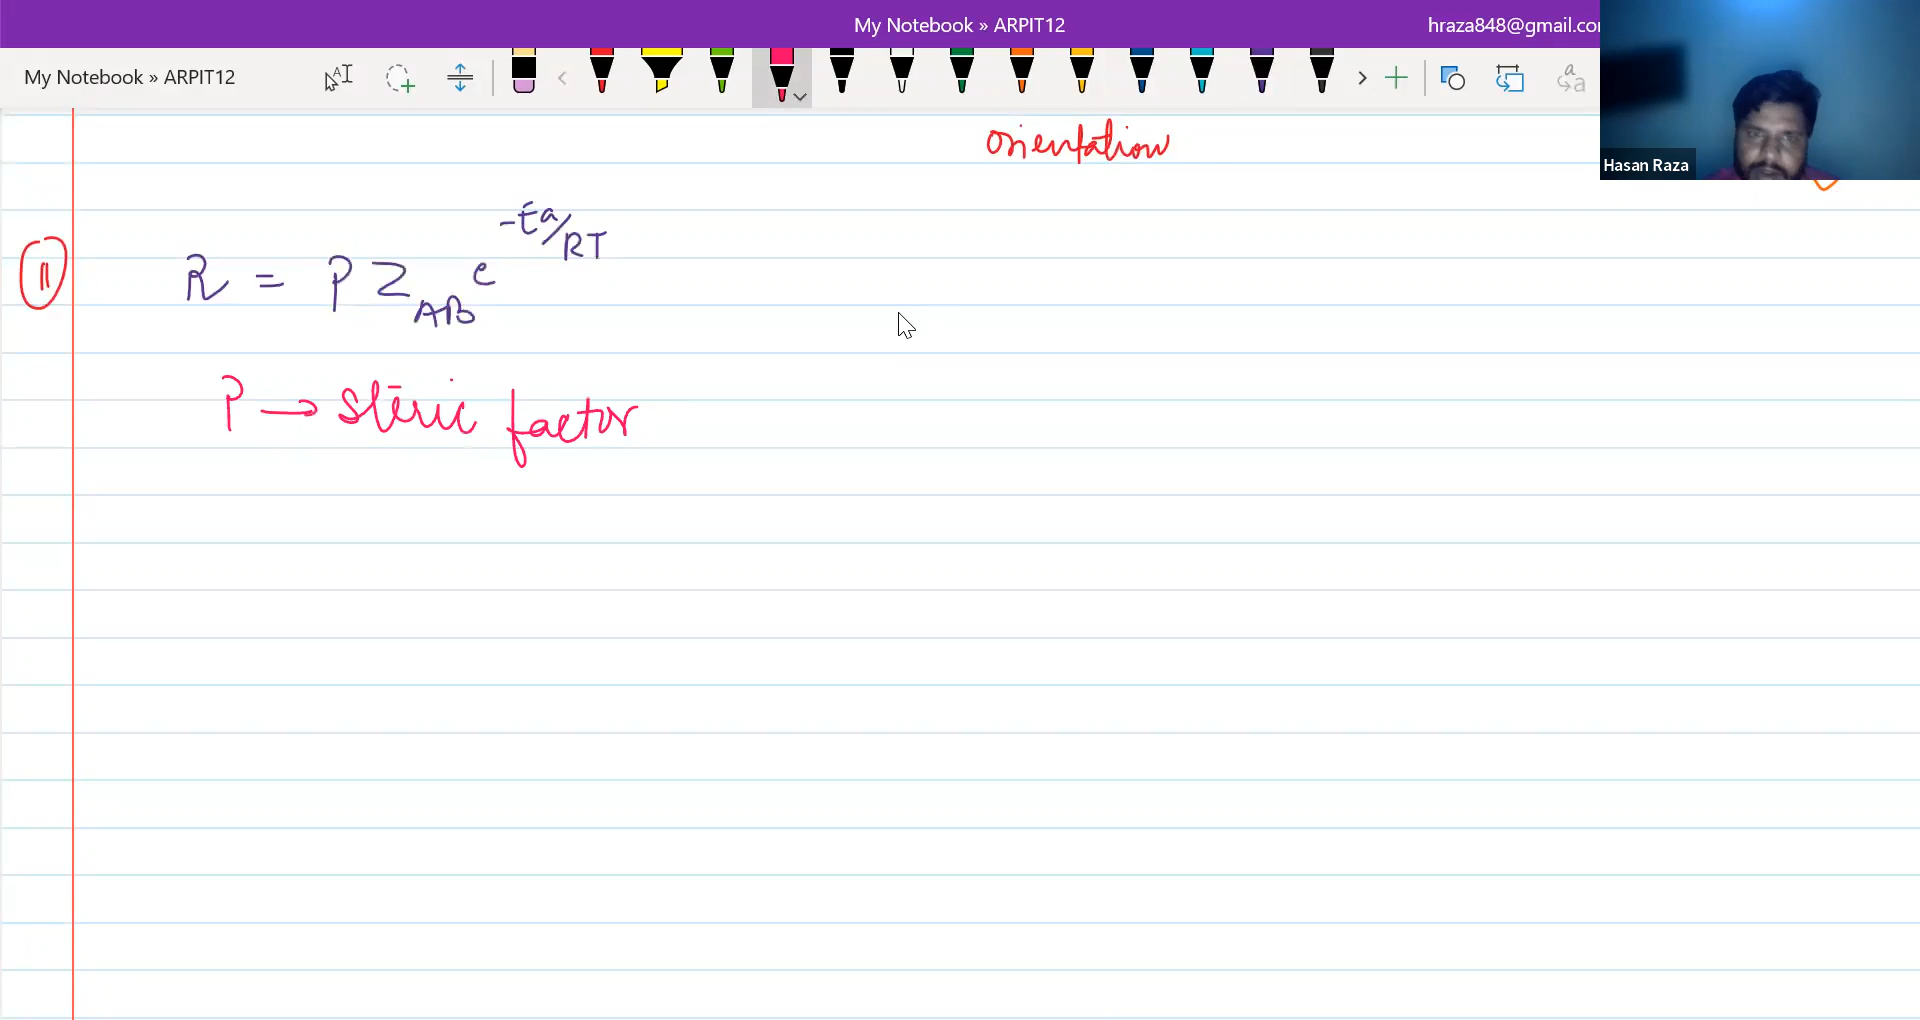 My Notebook » ARPIT12
hraza848@gmail.co
My Notebook » ARPIT12
Hasan Raza
orientation
11 R = P Z_AB e^-Ea/RT
P → steric factor